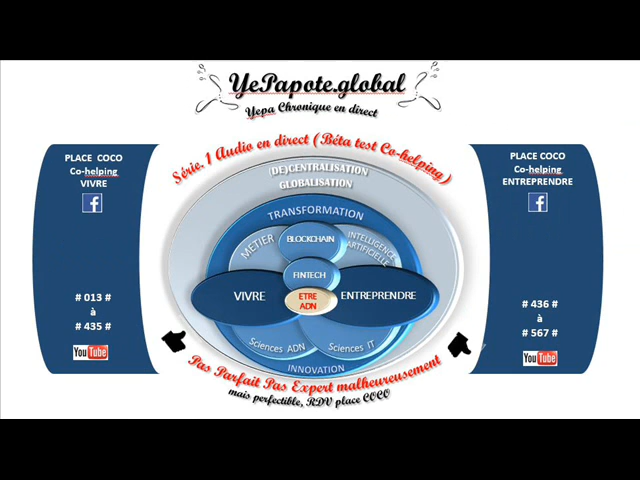 YePapote.global
Yepa Chronique en direct
Série, 1 Audio en direct (Béta test Co-helping)
PLACE COCO
Co-helping
VIVRE
# 013 #
à
# 435 #
YouTube
(DE)CENTRALISATION
GLOBALISATION
TRANSFORMATION
METIER
BLOCKCHAIN
INTELLIGENCE
ARTIFICIELLE
FINTECH
VIVRE
ETRE
ADN
ENTREPRENDRE
Sciences ADN
Sciences IT
INNOVATION
PLACE COCO
Co-helping
ENTREPRENDRE
# 436 #
à
# 567 #
YouTube
Pas Parfait Pas Expert malheureusement
mais perfectible, RDV place COCO